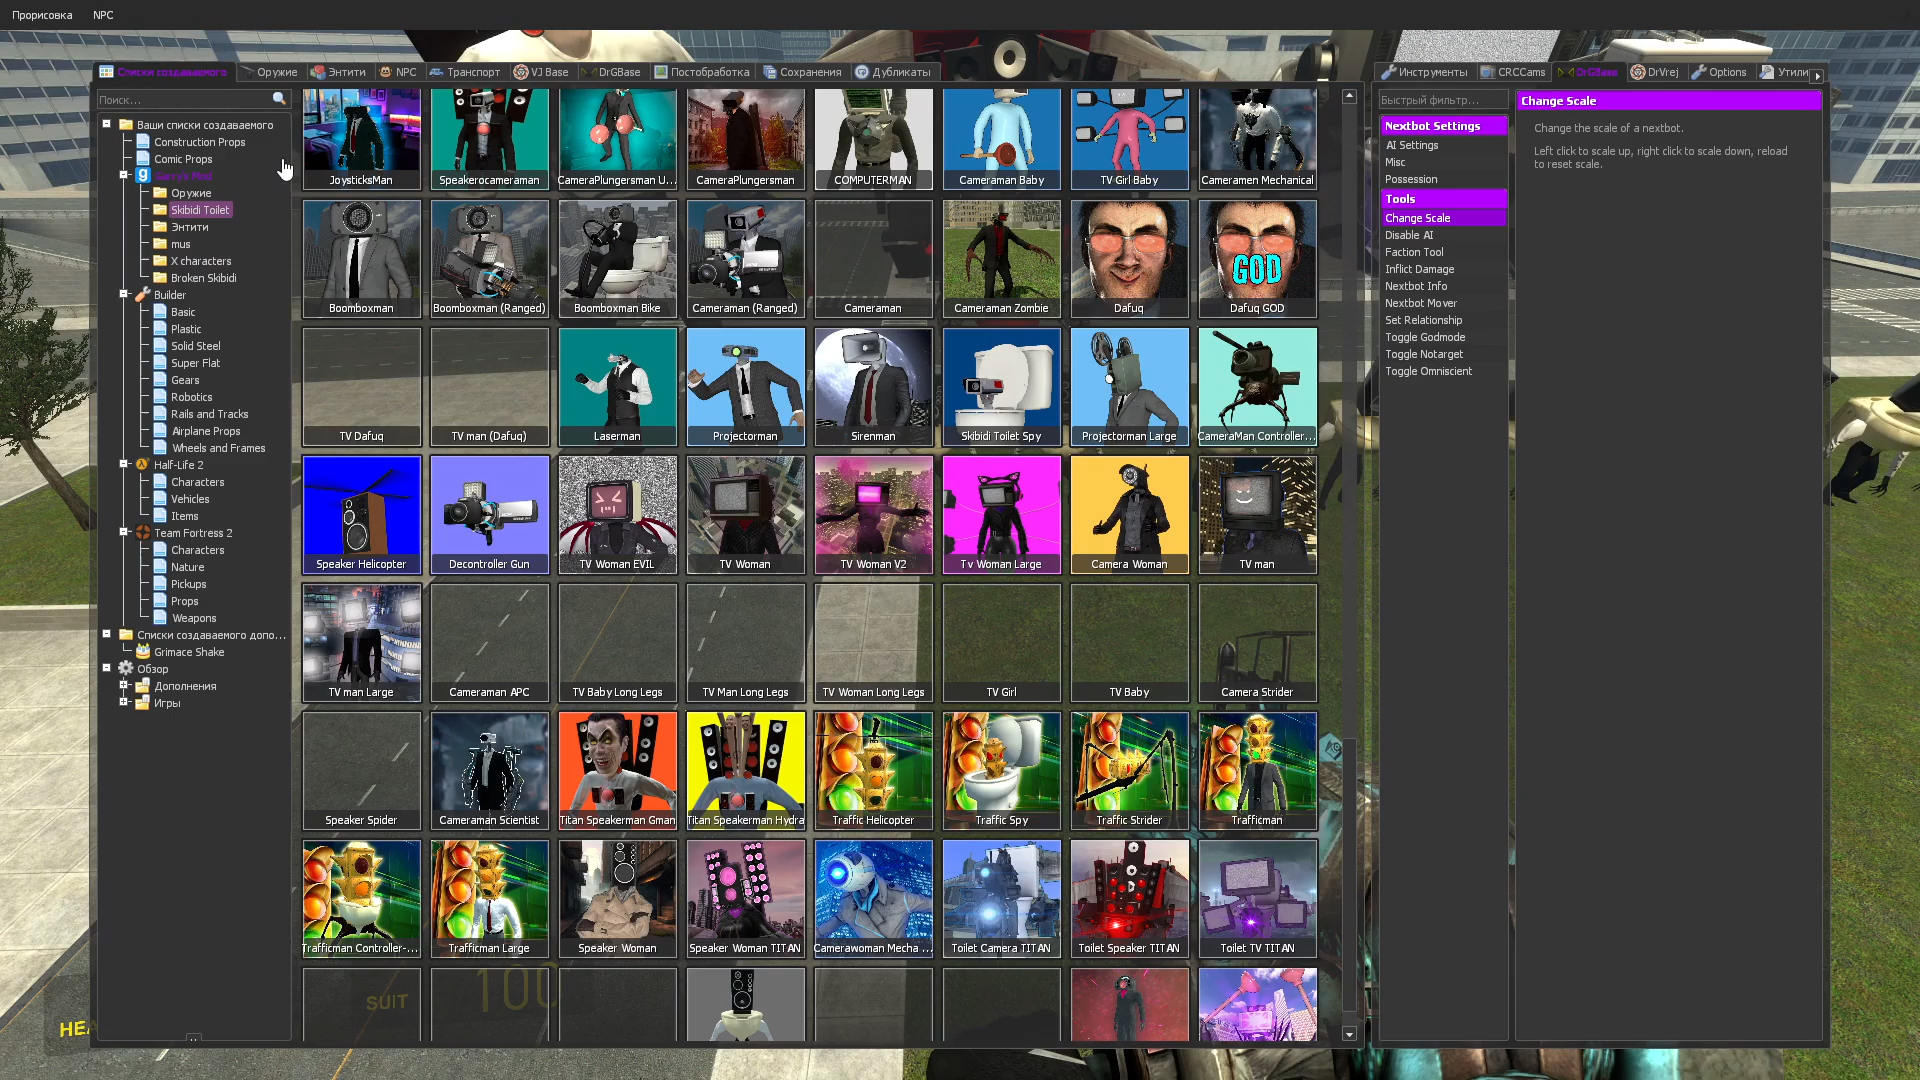 Прорисовка NPC
Списки создаваемого Оружие Энтити NPC Транспорт VJ Base DrGBase Постобработка Сохранения Дубликаты
Поиск...
Ваши списки создаваемого
Construction Props
Comic Props
Garry's Mod
Оружие
Skibidi Toilet
Энтити
mus
X characters
Broken Skibidi
Builder
Basic
Plastic
Solid Steel
Super Flat
Gears
Robotics
Rails and Tracks
Airplane Props
Wheels and Frames
Half-Life 2
Characters
Vehicles
Items
Team Fortress 2
Characters
Nature
Pickups
Props
Weapons
Списки создаваемого допо...
Grimace Shake
Обзор
Дополнения
Игры
JoysticksMan Speakerocameraman CameraPlungersman U... CameraPlungersman COMPUTERMAN Cameraman Baby TV Girl Baby Cameramen Mechanical
GOD
Boomboxman Boomboxman (Ranged) Boomboxman Bike Cameraman (Ranged) Cameraman Cameraman Zombie Dafuq Dafuq GOD
TV Dafuq TV man (Dafuq) Laserman Projectorman Sirenman Skibidi Toilet Spy Projectorman Large CameraMan Controller...
Speaker Helicopter Decontroller Gun TV Woman EVIL TV Woman TV Woman V2 Tv Woman Large Camera Woman TV man
TV man Large Cameraman APC TV Baby Long Legs TV Man Long Legs TV Woman Long Legs TV Girl TV Baby Camera Strider
Speaker Spider Cameraman Scientist Titan Speakerman Gman Titan Speakerman Hydra Traffic Helicopter Traffic Spy Traffic Strider Trafficman
Trafficman Controller-... Trafficman Large Speaker Woman Speaker Woman TITAN Camerawoman Mecha ... Toilet Camera TITAN Toilet Speaker TITAN Toilet TV TITAN
SUIT 100
HEA
Инструменты CRCCams DrGBase DrVrej Options Утили
Быстрый фильтр...
Nextbot Settings
AI Settings
Misc
Possession
Tools
Change Scale
Disable AI
Faction Tool
Inflict Damage
Nextbot Info
Nextbot Mover
Set Relationship
Toggle Godmode
Toggle Notarget
Toggle Omniscient
Change Scale
Change the scale of a nextbot.
Left click to scale up, right click to scale down, reload
to reset scale.